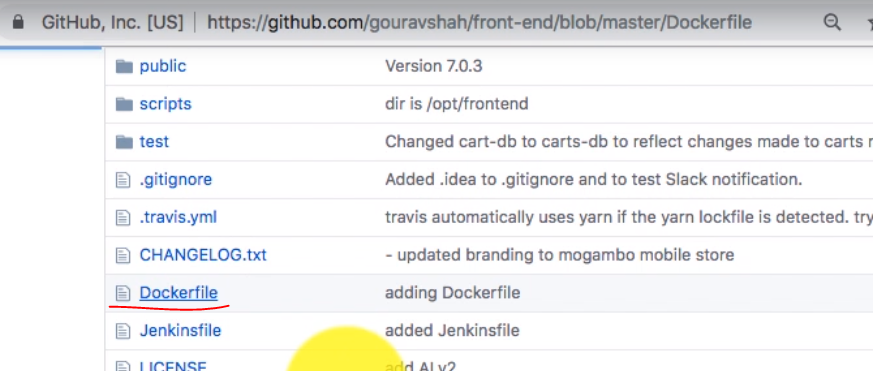 GitHub, Inc. [US] | https://github.com/gouravshah/front-end/blob/master/Dockerfile
public Version 7.0.3
scripts dir is /opt/frontend
test Changed cart-db to carts-db to reflect changes made to carts
.gitignore Added .idea to .gitignore and to test Slack notification.
.travis.yml travis automatically uses yarn if the yarn lockfile is detected. try
CHANGELOG.txt - updated branding to mogambo mobile store
Dockerfile adding Dockerfile
Jenkinsfile added Jenkinsfile
LICENSE add ALv2